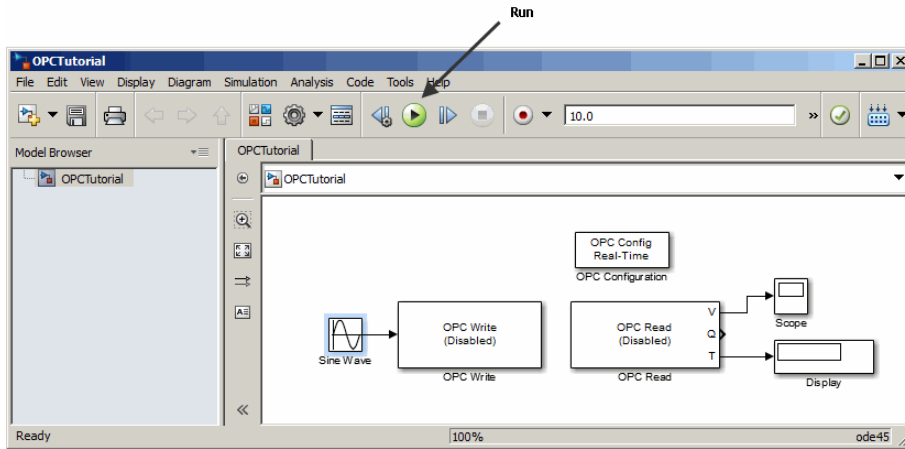 Run
OPCTutorial
File Edit View Display Diagram Simulation Analysis Code Tools Help
10.0
»
Model Browser
OPCTutorial
OPCTutorial
OPCTutorial
OPC Config
Real-Time
OPC Configuration
Sine Wave
OPC Write
(Disabled)
OPC Write
OPC Read
(Disabled)
V
Q
T
OPC Read
Scope
Display
Ready 100% ode45